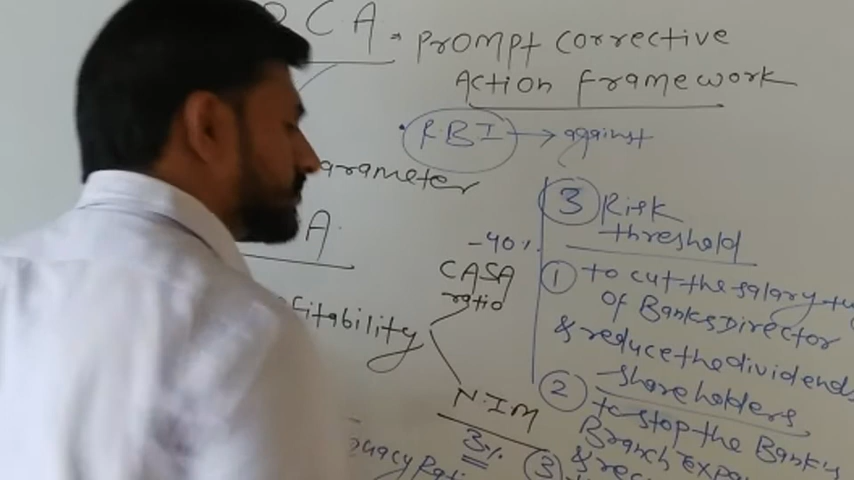 CA → Prompt Corrective
Action Framework
RBI → against
arameter
A
3 Risk
threshold
-40%
CASA
ratio
fitability
N.I.M
3%
1 to cut the salary
of Banks Director
& reduce the dividends
shareholders
2 to stop the Bank's
Branch Expa
3